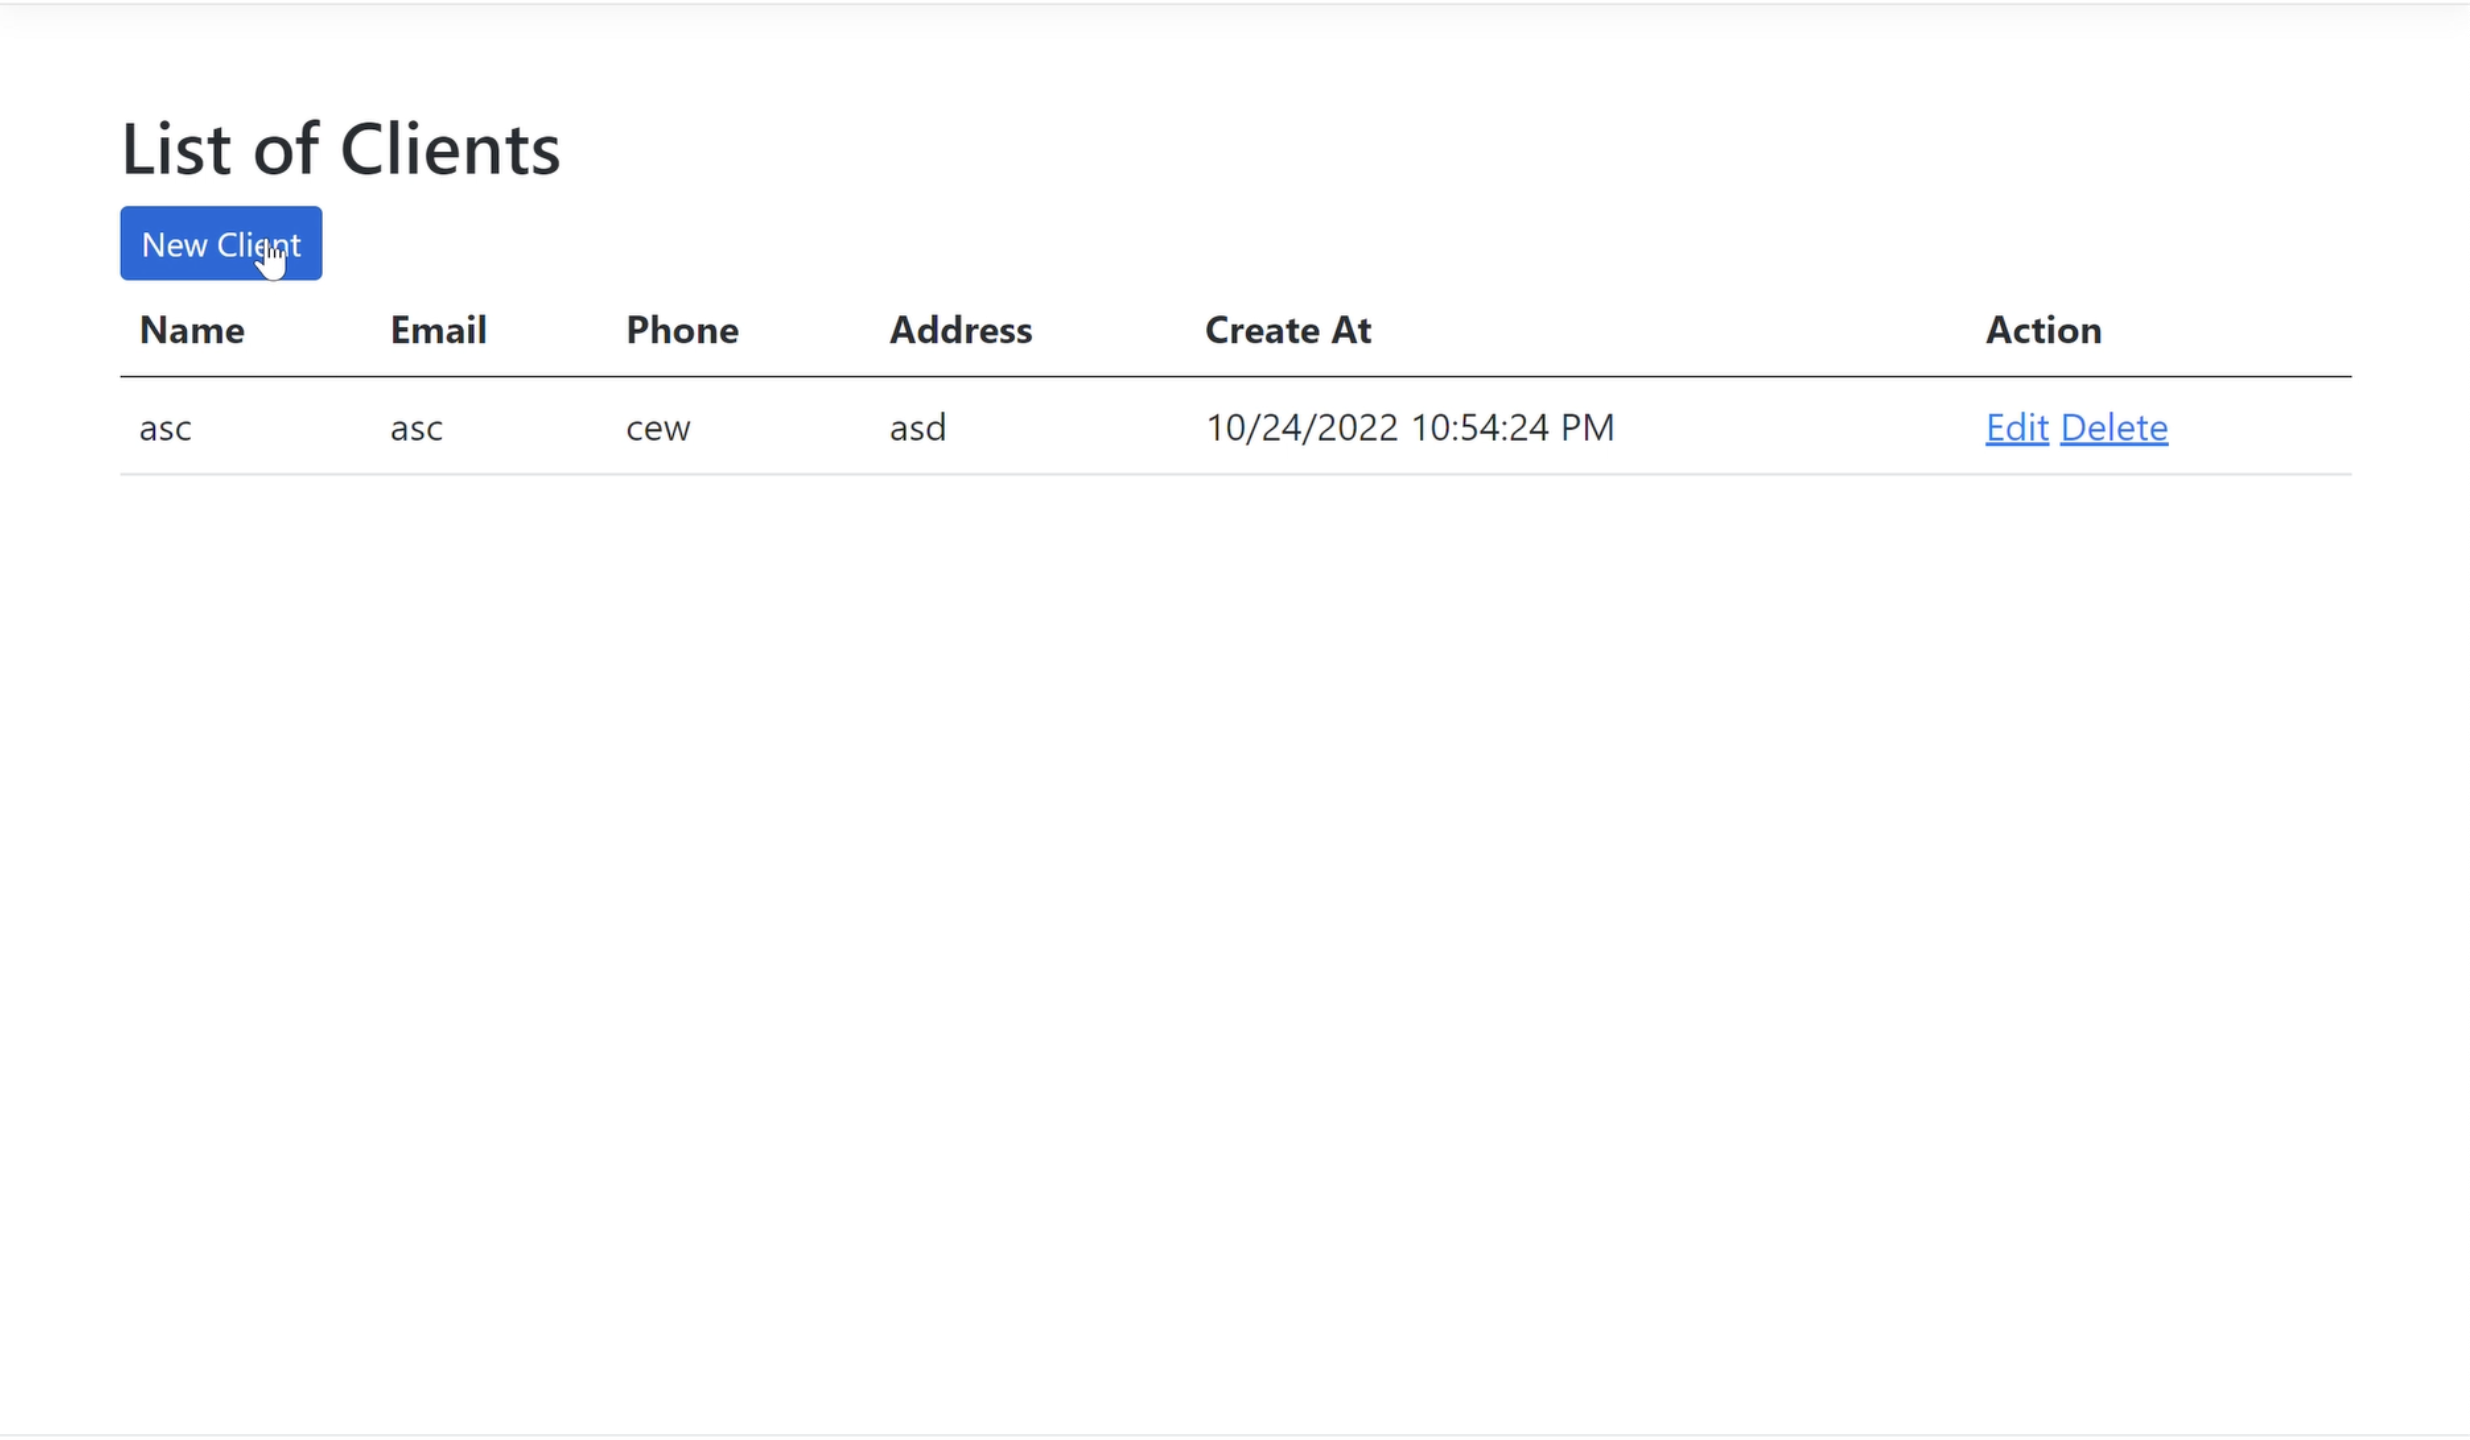 List of Clients
New Client
Name Email Phone Address Create At Action
asc asc cew asd 10/24/2022 10:54:24 PM Edit Delete